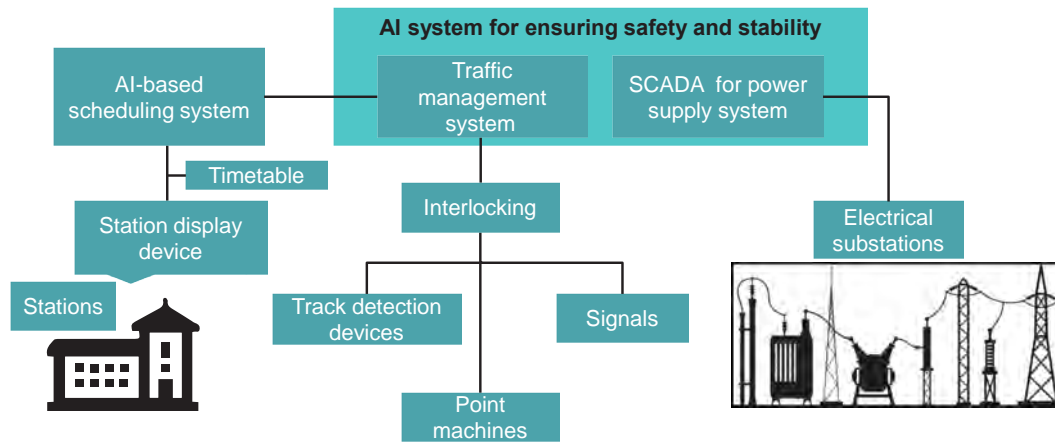 AI system for ensuring safety and stability
AI-based
scheduling system
Traffic
management
system
SCADA for power
supply system
Timetable
Station display
device
Interlocking
Electrical
substations
Stations
Track detection
devices
Signals
Point
machines